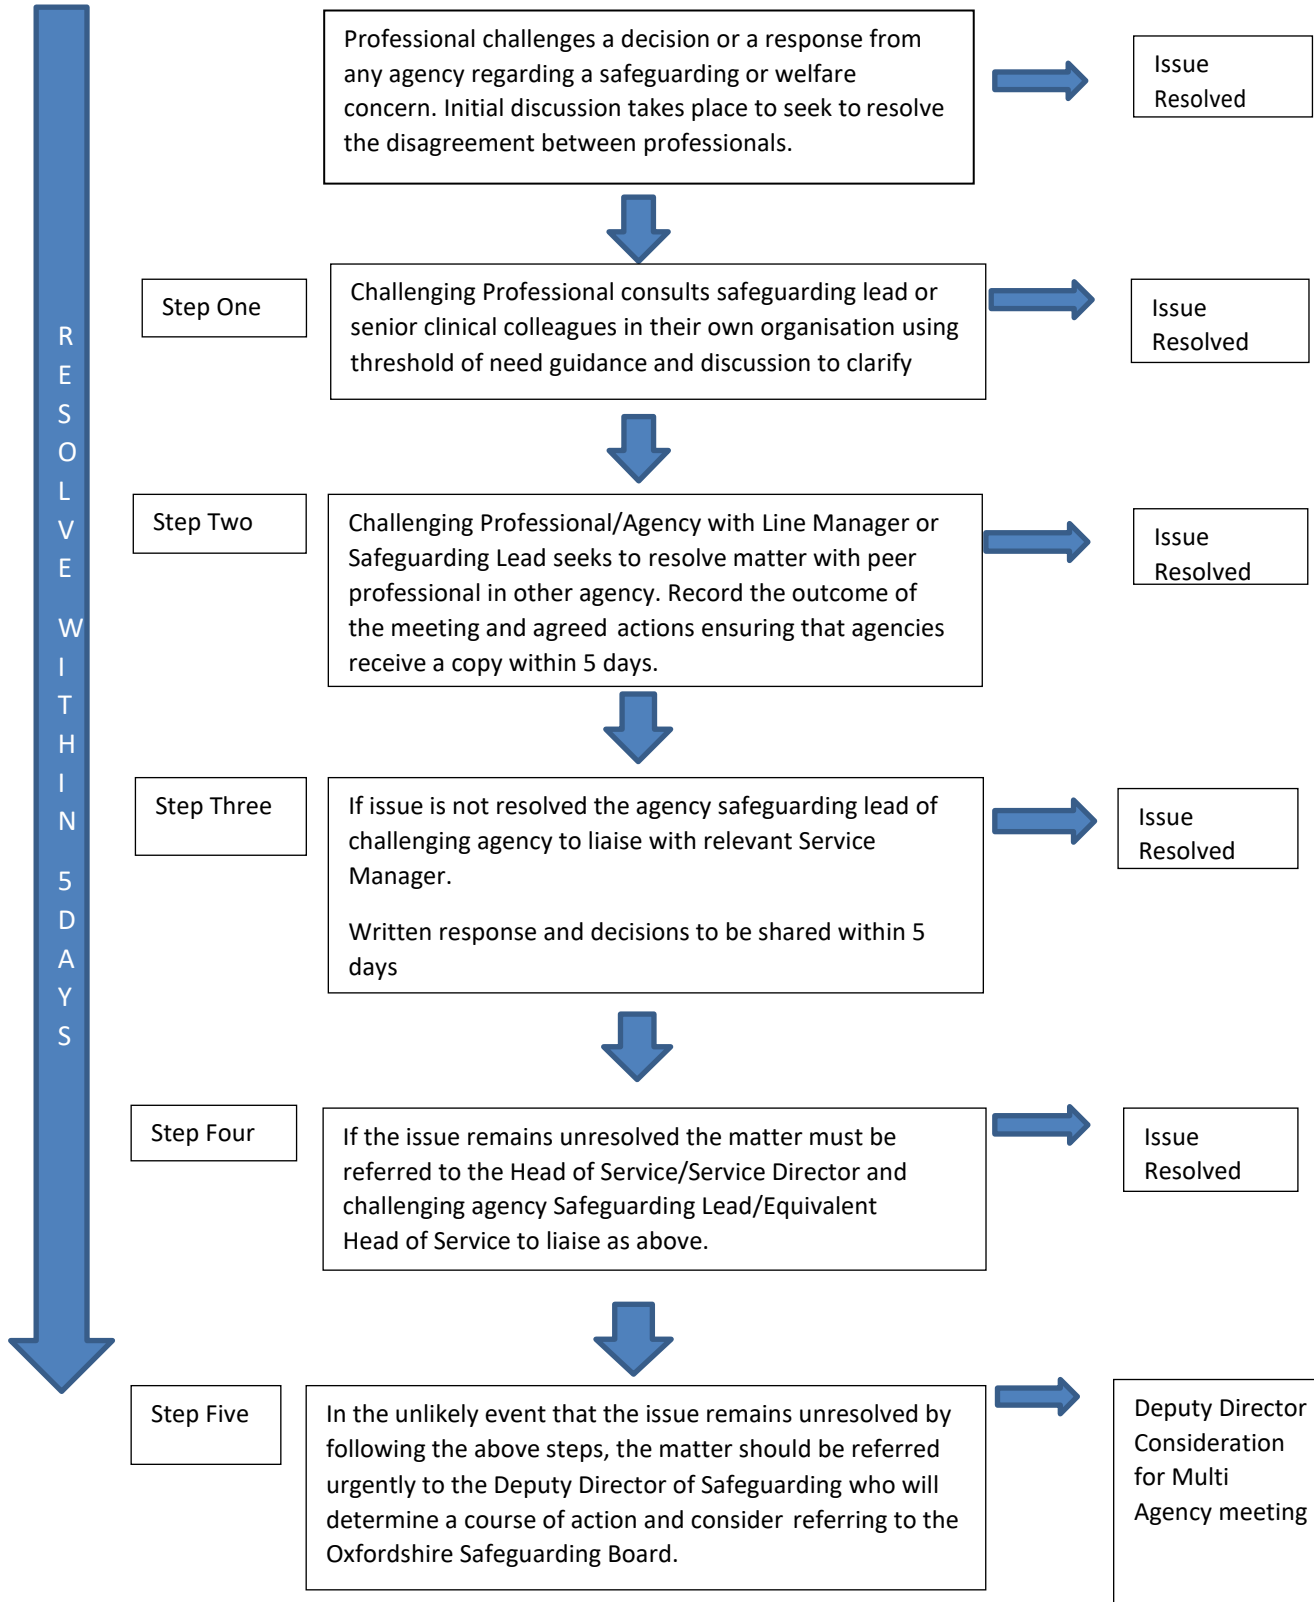 Professional challenges a decision or a response from
any agency regarding a safeguarding or welfare
concern. Initial discussion takes place to seek to resolve
the disagreement between professionals.
Issue
Resolved
Step One
Challenging Professional consults safeguarding lead or
senior clinical colleagues in their own organisation using
threshold of need guidance and discussion to clarify
Issue
Resolved
Step Two
Challenging Professional/Agency with Line Manager or
Safeguarding Lead seeks to resolve matter with peer
professional in other agency. Record the outcome of
the meeting and agreed actions ensuring that agencies
receive a copy within 5 days.
Issue
Resolved
Step Three
If issue is not resolved the agency safeguarding lead of
challenging agency to liaise with relevant Service
Manager.
Written response and decisions to be shared within 5
days
Issue
Resolved
Step Four
If the issue remains unresolved the matter must be
referred to the Head of Service/Service Director and
challenging agency Safeguarding Lead/Equivalent
Head of Service to liaise as above.
Issue
Resolved
Step Five
In the unlikely event that the issue remains unresolved by
following the above steps, the matter should be referred
urgently to the Deputy Director of Safeguarding who will
determine a course of action and consider referring to the
Oxfordshire Safeguarding Board.
Deputy Director
Consideration
for Multi
Agency meeting
RESOLVE WITHIN 5 DAYS